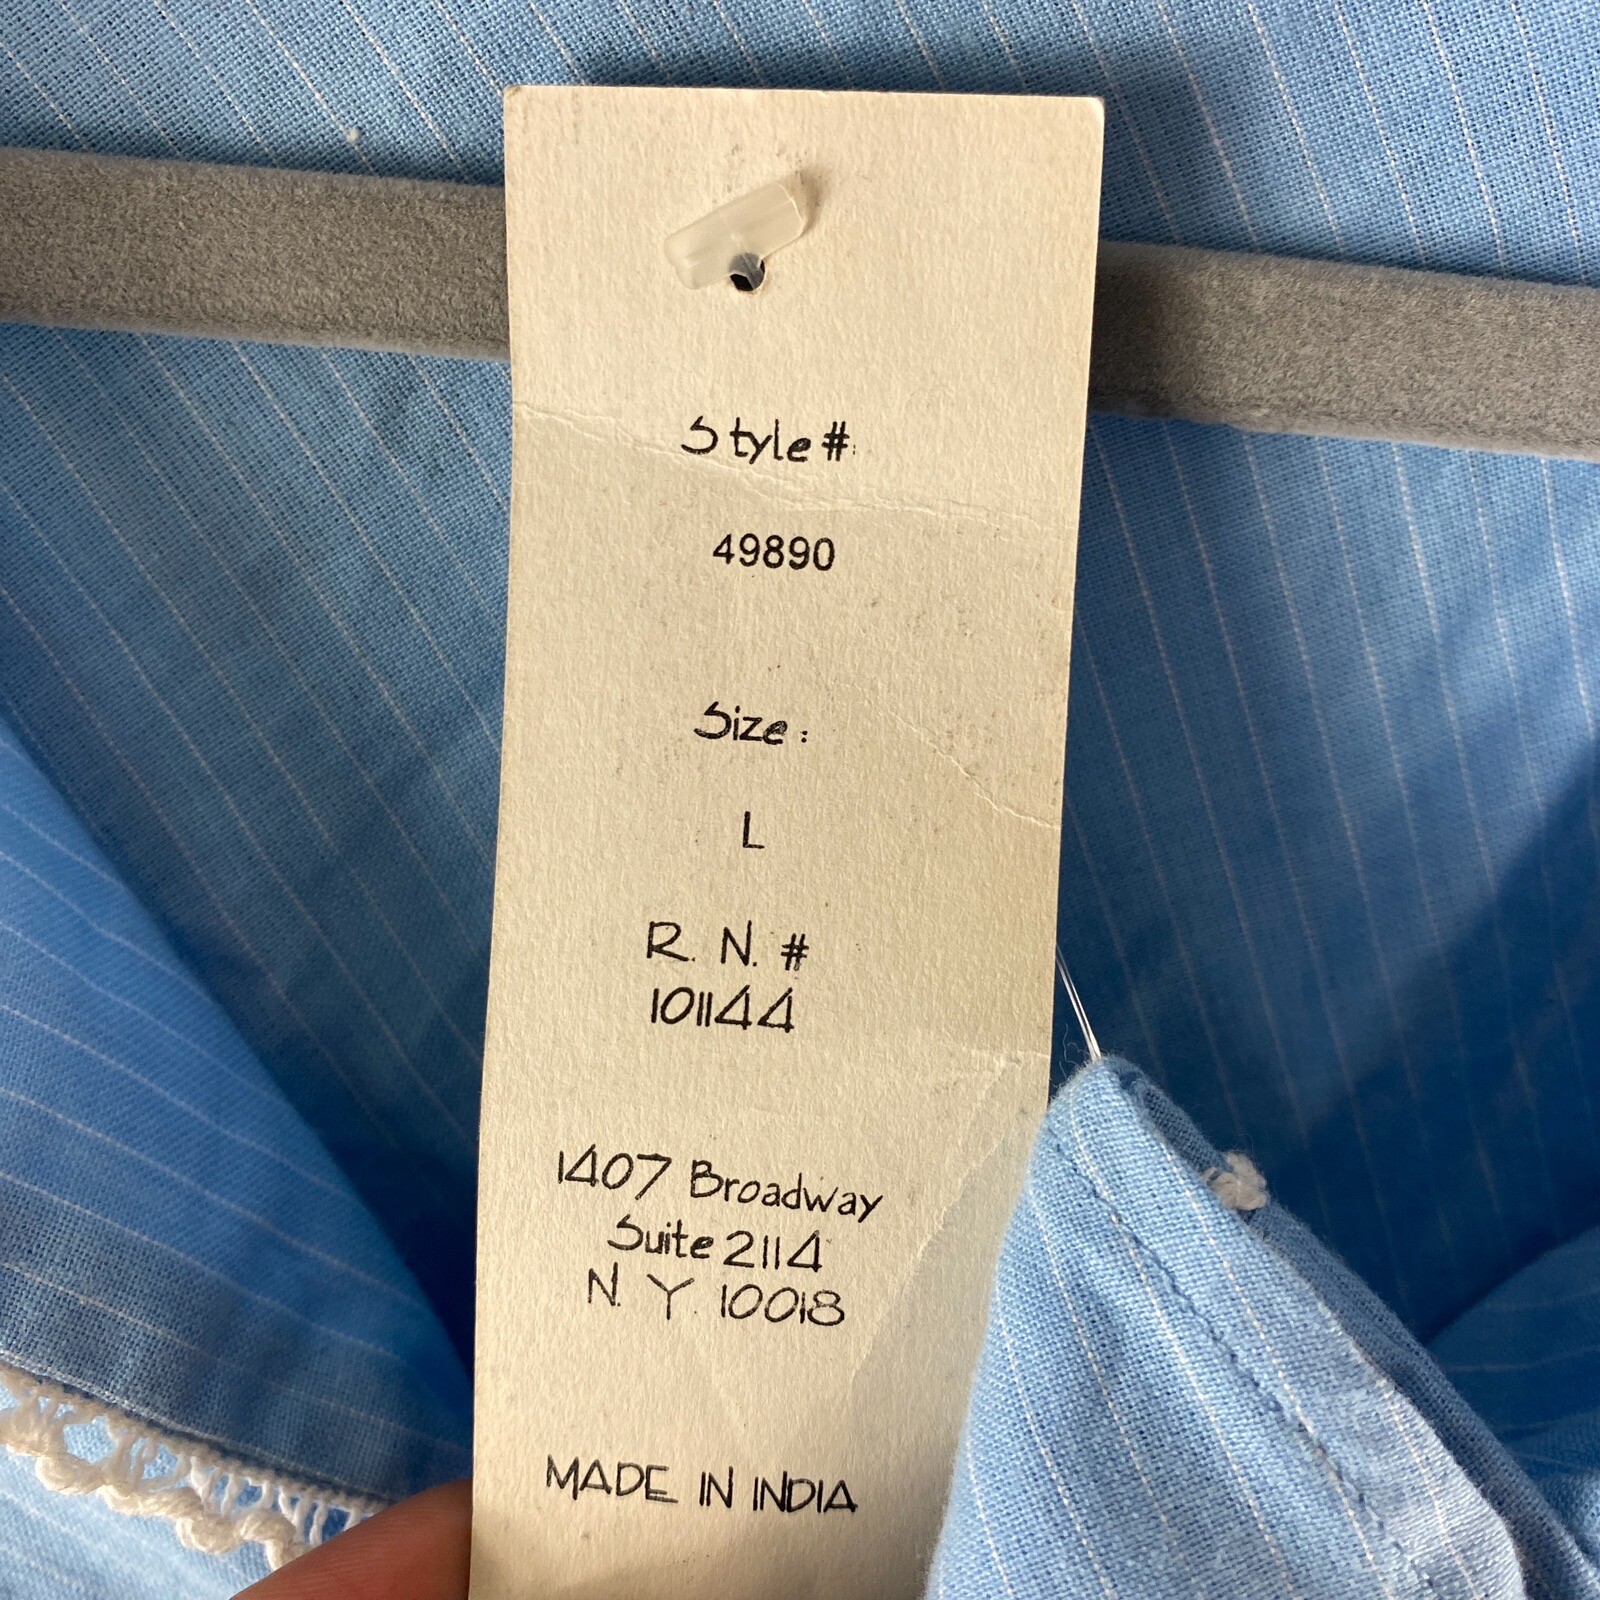 Style #:
49890
Size:
L
R. N. #
101144
1407 Broadway
Suite 2114
N. Y. 10018
MADE IN INDIA